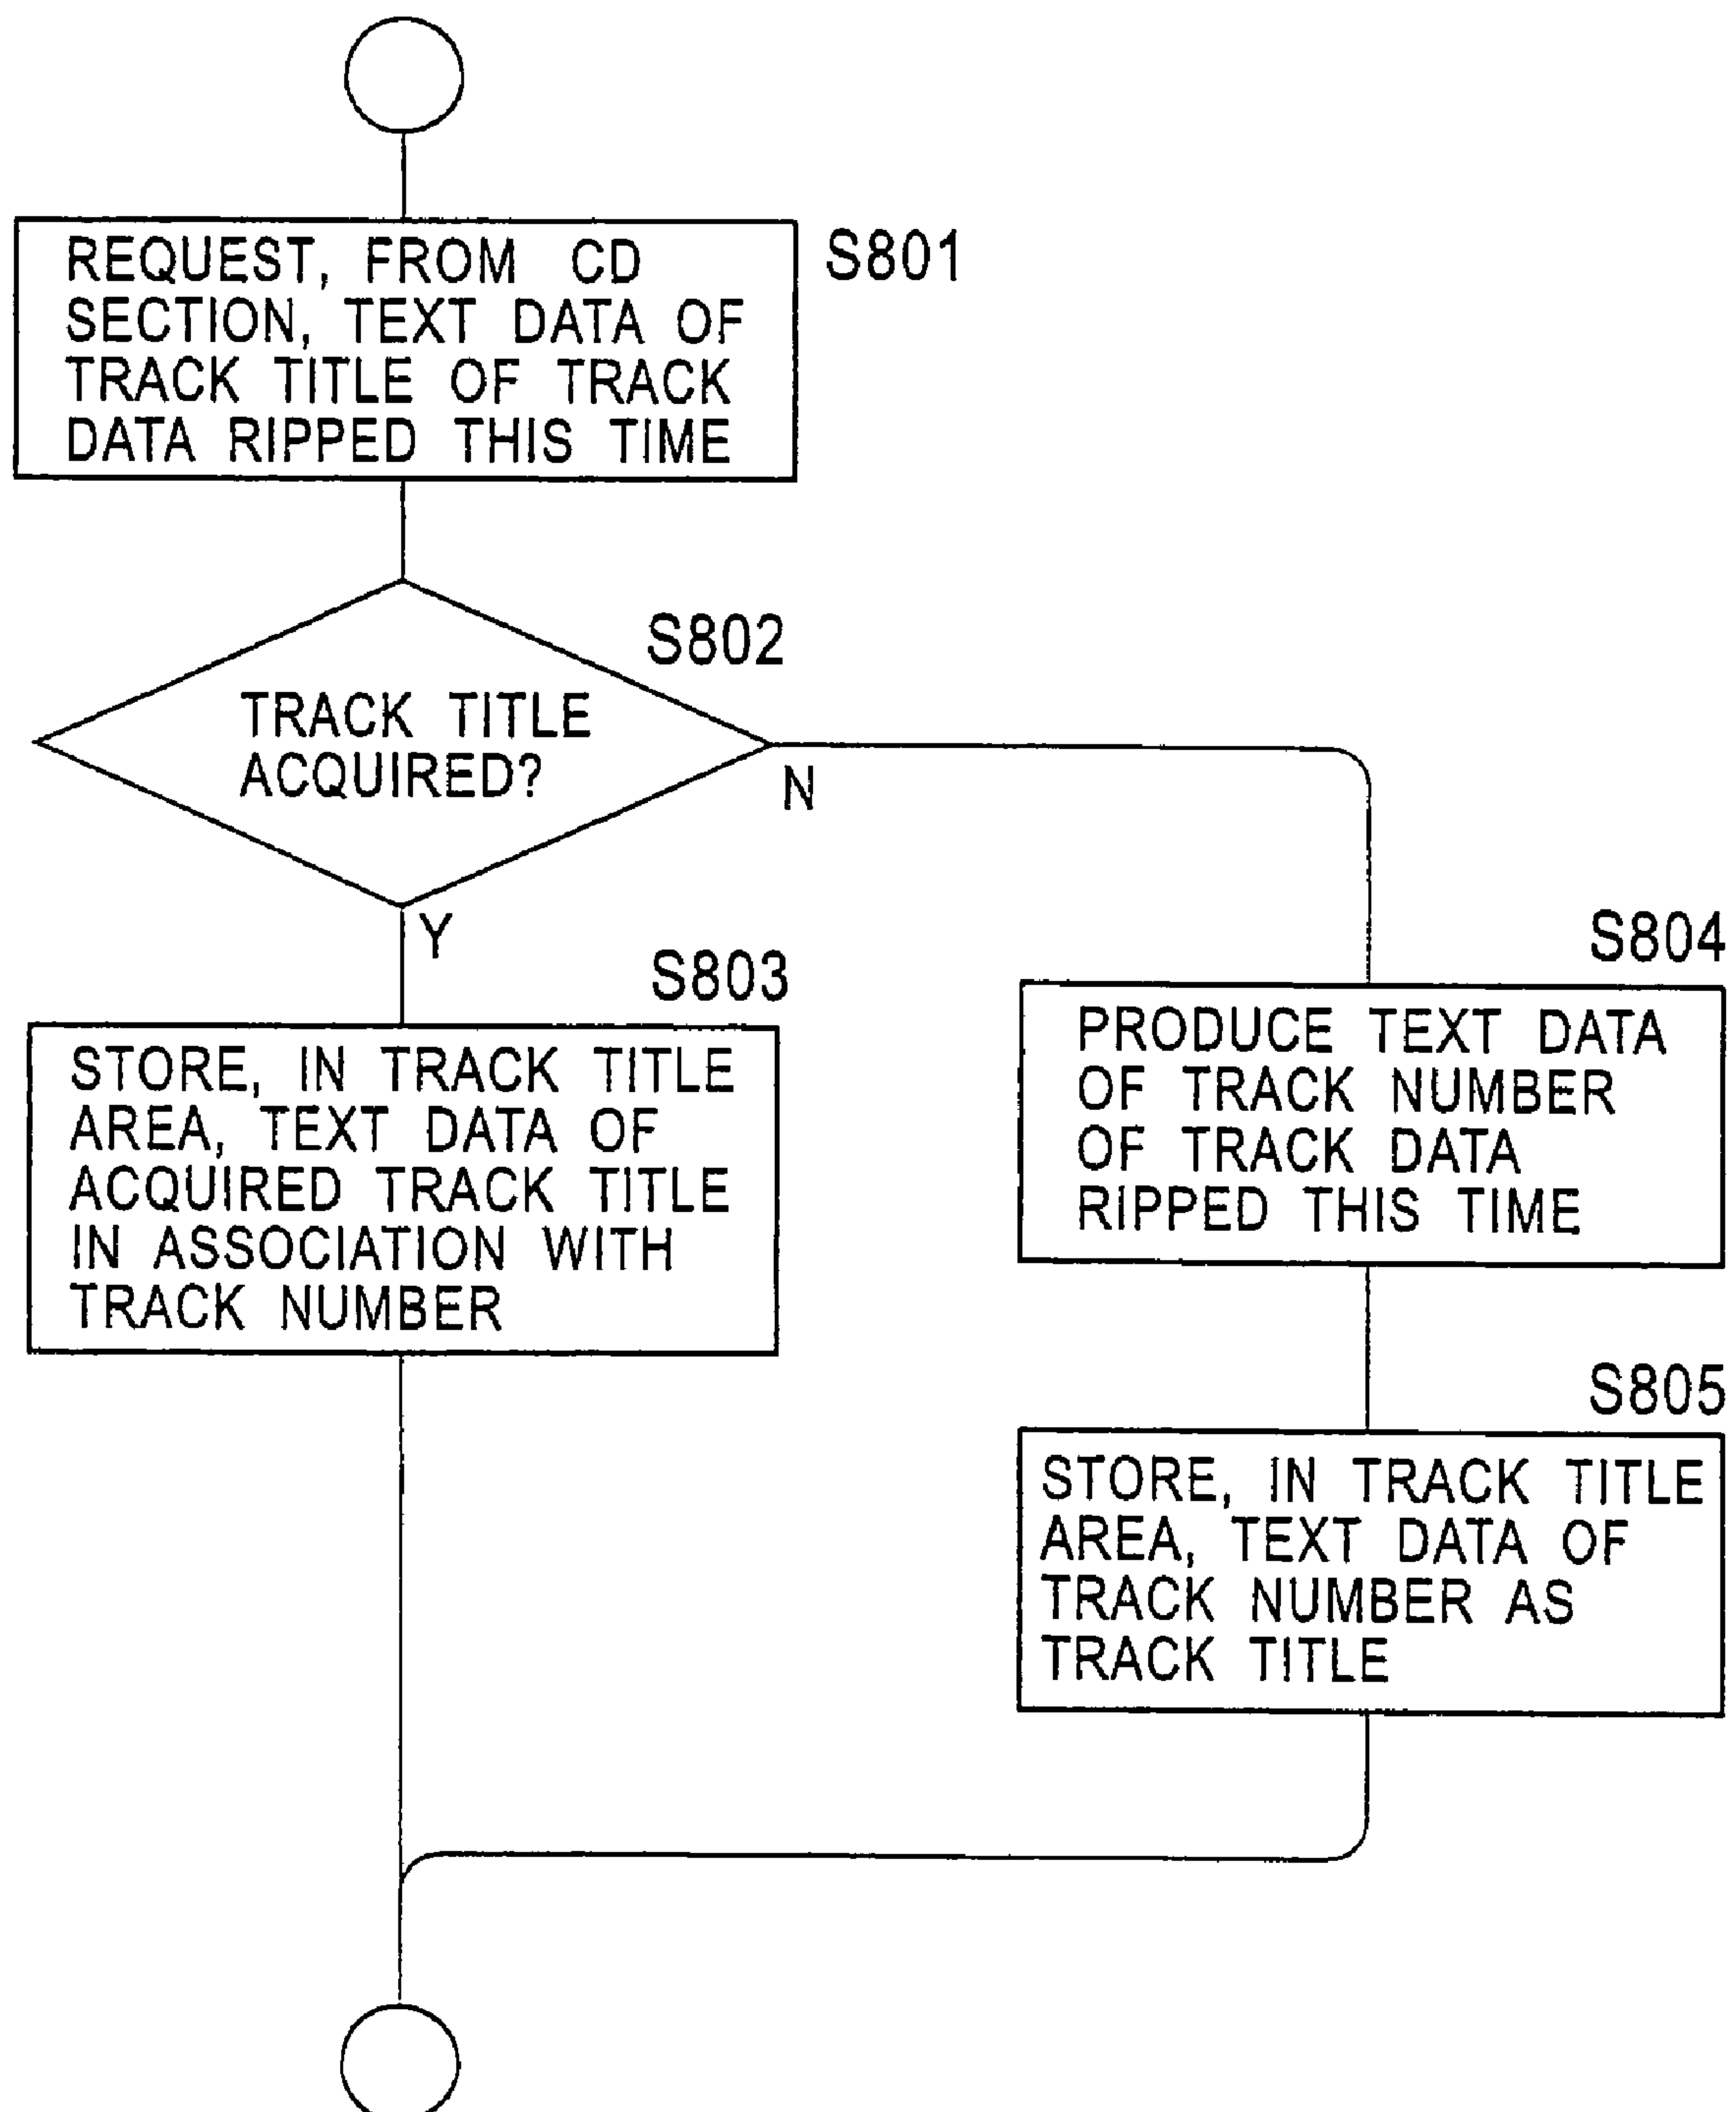 REQUEST, FROM CD
SECTION, TEXT DATA OF
TRACK TITLE OF TRACK
DATA RIPPED THIS TIME
S801
S802
TRACK TITLE
ACQUIRED?
N
Y
S803
STORE, IN TRACK TITLE
AREA, TEXT DATA OF
ACQUIRED TRACK TITLE
IN ASSOCIATION WITH
TRACK NUMBER
S804
PRODUCE TEXT DATA
OF TRACK NUMBER
OF TRACK DATA
RIPPED THIS TIME
S805
STORE, IN TRACK TITLE
AREA, TEXT DATA OF
TRACK NUMBER AS
TRACK TITLE